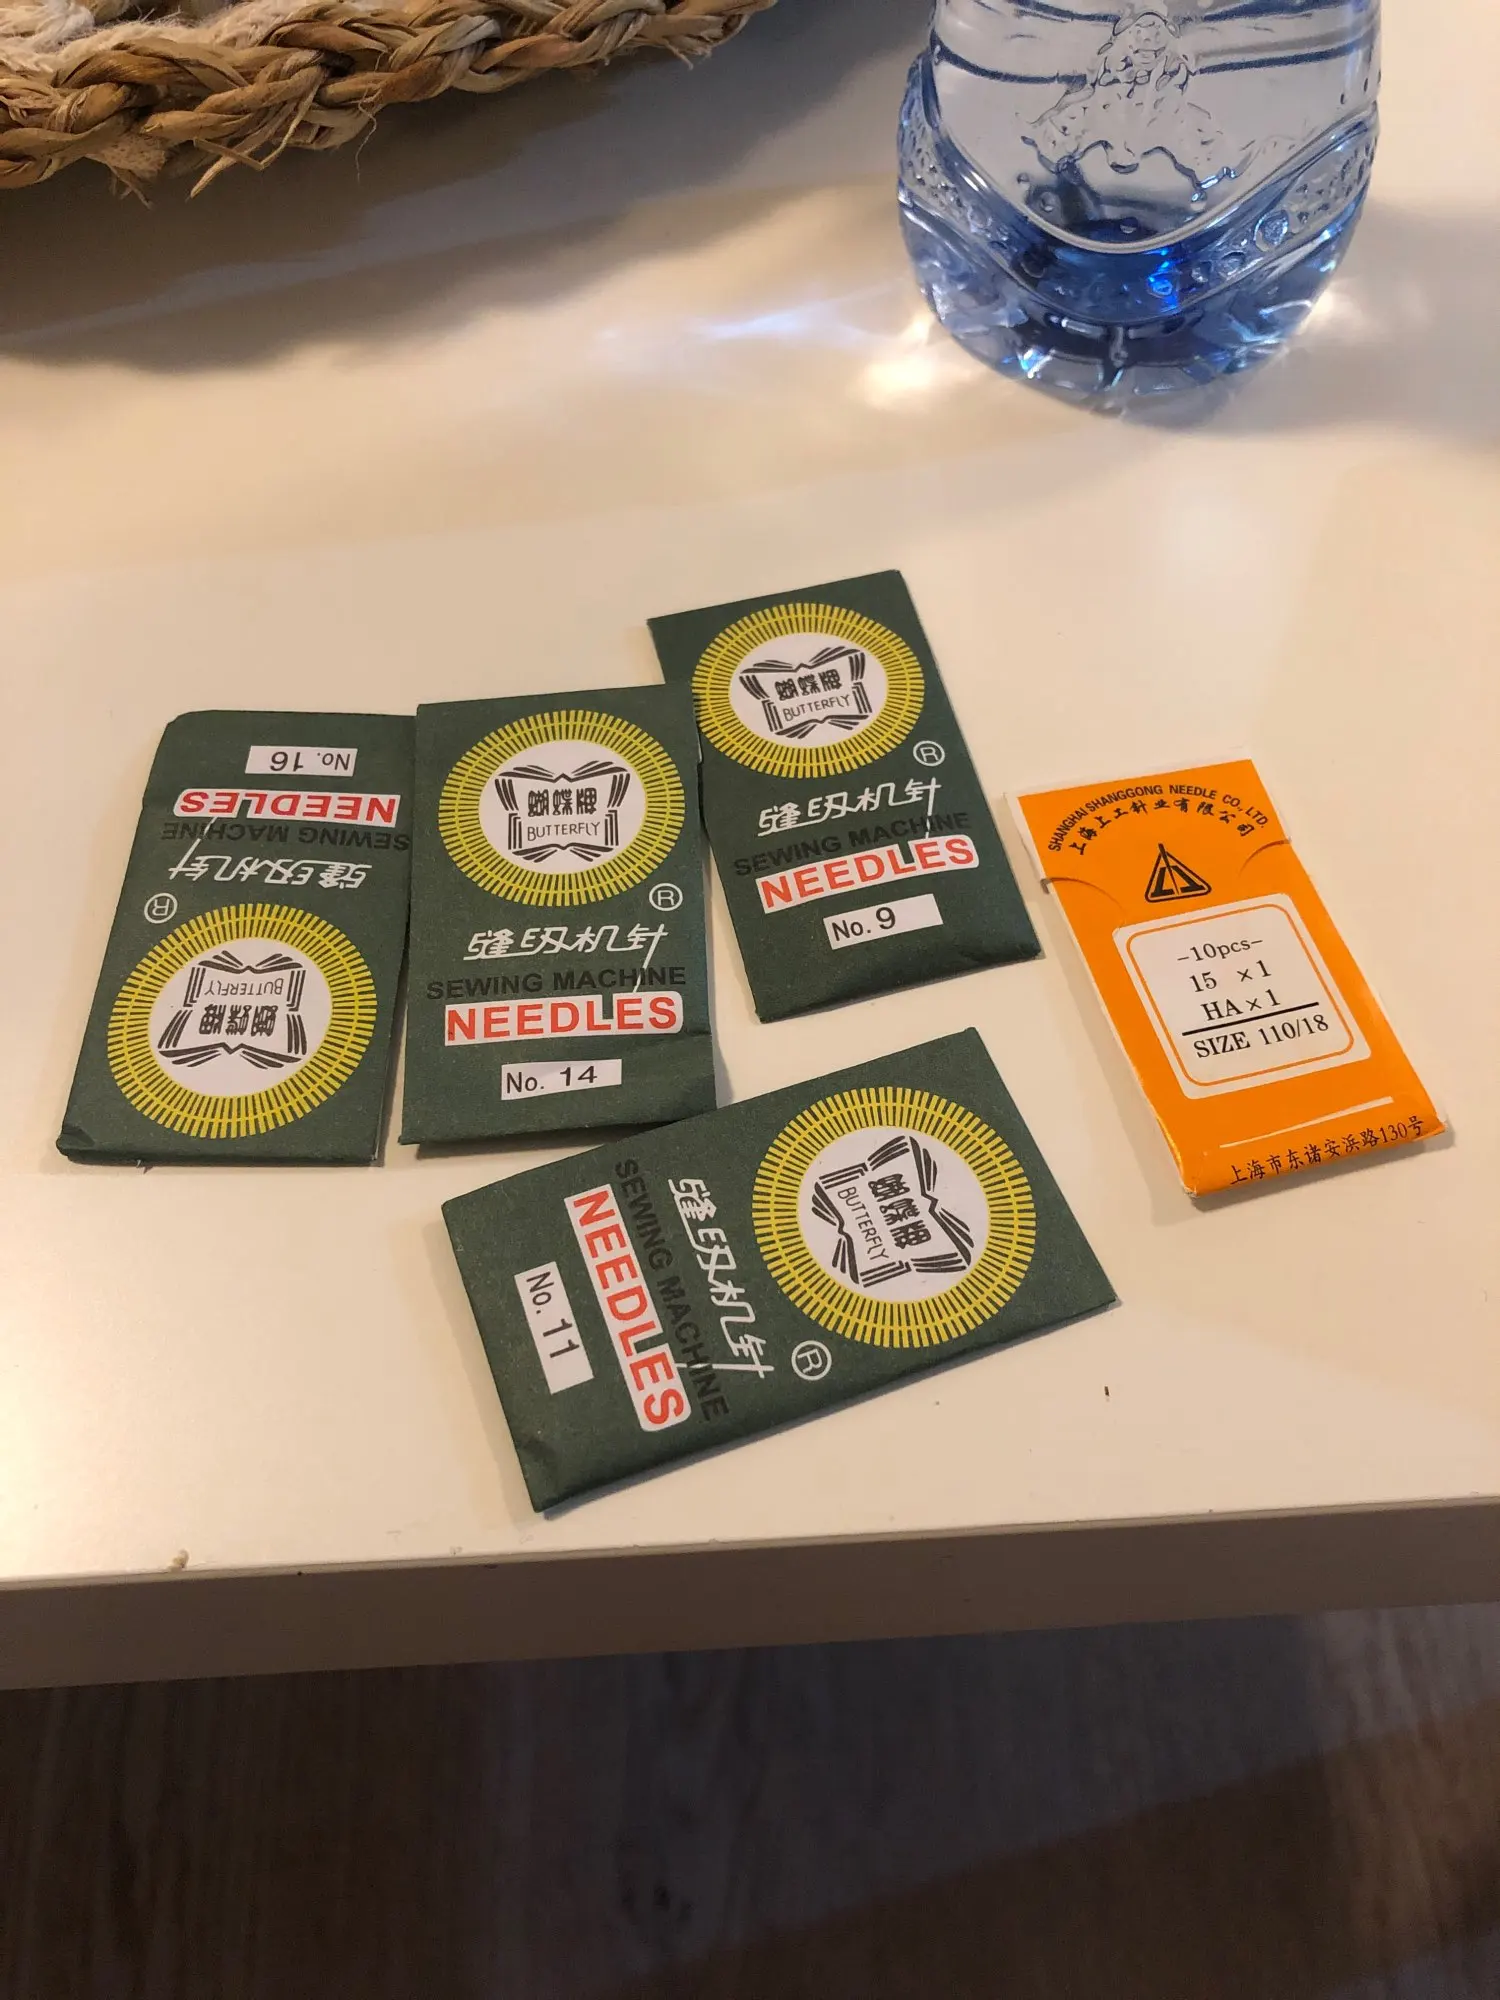 No. 16
NEEDLES
SEWING MACHINE
缝纫机针
®
BUTTERFLY
蝴蝶牌
蝴蝶牌
BUTTERFLY
®
缝纫机针
SEWING MACHINE
NEEDLES
No. 14
蝴蝶牌
BUTTERFLY
®
缝纫机针
SEWING MACHINE
NEEDLES
No. 9
蝴蝶牌
BUTTERFLY
®
缝纫机针
SEWING MACHINE
NEEDLES
No. 11
SHANGHAI SHANGGONG NEEDLE CO., LTD.
上海上工针业有限公司
-10pcs-
15 ×1
HA×1
SIZE 110/18
上海市东诸安浜路130号